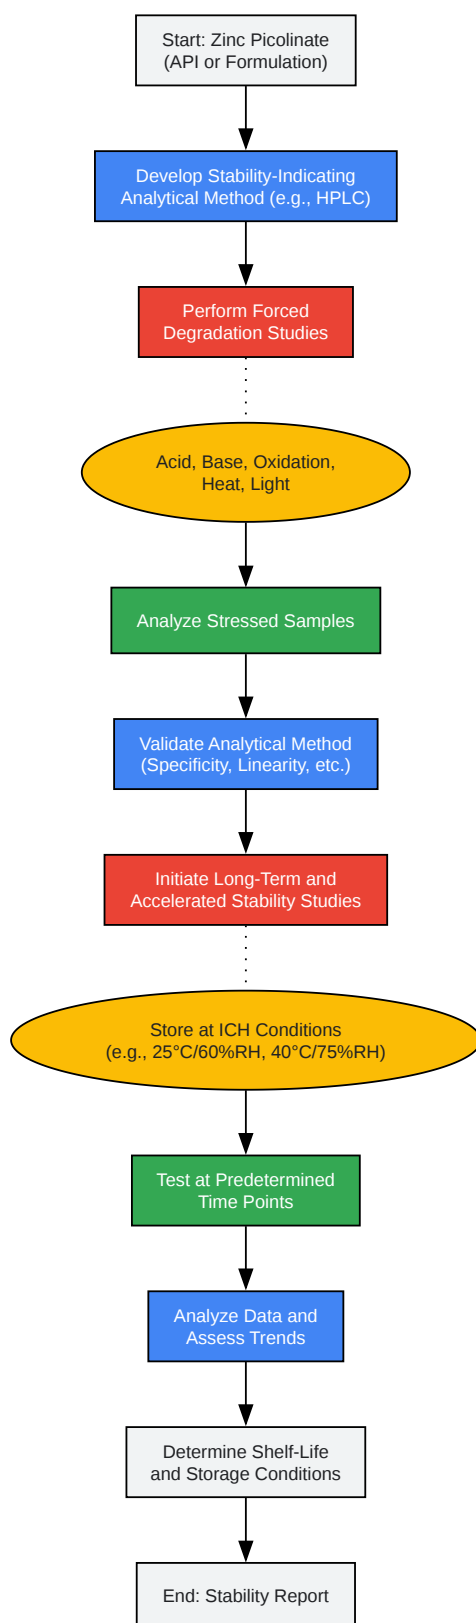 Start: Zinc Picolinate
(API or Formulation)
Develop Stability-Indicating
Analytical Method (e.g., HPLC)
Perform Forced
Degradation Studies
Acid, Base, Oxidation,
Heat, Light
Analyze Stressed Samples
Validate Analytical Method
(Specificity, Linearity, etc.)
Initiate Long-Term and
Accelerated Stability Studies
Store at ICH Conditions
(e.g., 25°C/60%RH, 40°C/75%RH)
Test at Predetermined
Time Points
Analyze Data and
Assess Trends
Determine Shelf-Life
and Storage Conditions
End: Stability Report